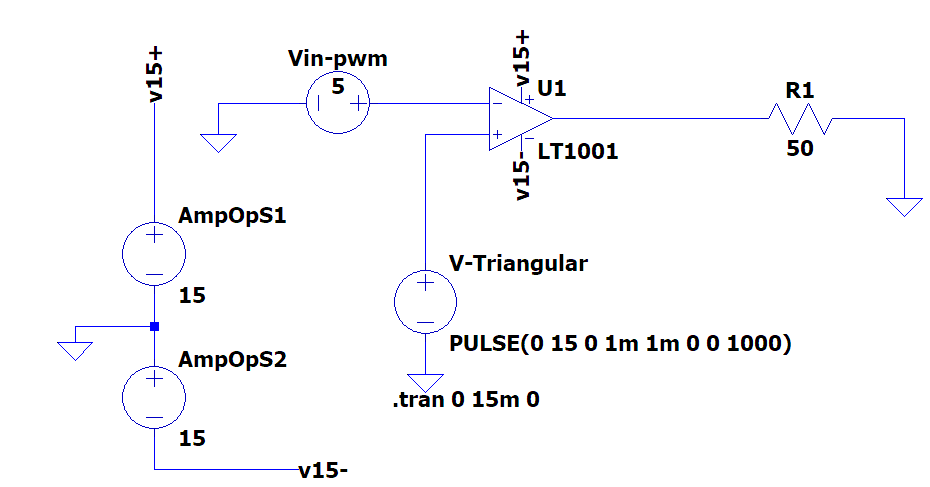 v15+
Vin-pwm
5
v15+
U1
LT1001
v15-
R1
50
AmpOpS1
15
V-Triangular
PULSE(0 15 0 1m 1m 0 0 1000)
.tran 0 15m 0
AmpOpS2
15
v15-